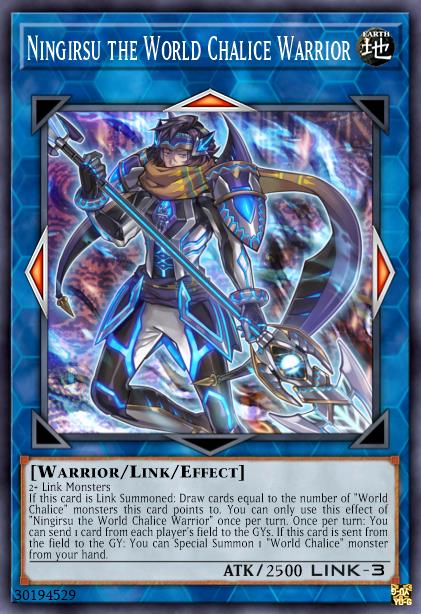 Ningirsu the World Chalice Warrior
EARTH
地
[Warrior/Link/Effect]
2+ Link Monsters
If this card is Link Summoned: Draw cards equal to the number of "World
Chalice" monsters this card points to. You can only use this effect of
"Ningirsu the World Chalice Warrior" once per turn. Once per turn: You
can send 1 card from each player's field to the GYs. If this card is sent from
the field to the GY: You can Special Summon 1 "World Chalice" monster
from your hand.
ATK/2500 LINK-3
30194529